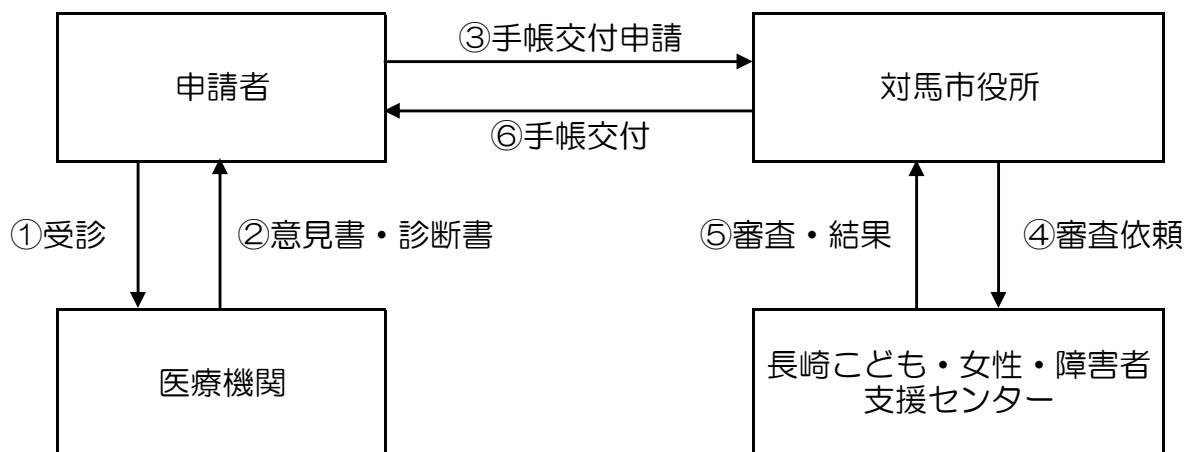 ③手帳交付申請
申請者
対馬市役所
⑥手帳交付
①受診
②意見書・診断書
⑤審査・結果
④審査依頼
医療機関
長崎こども・女性・障害者
支援センター